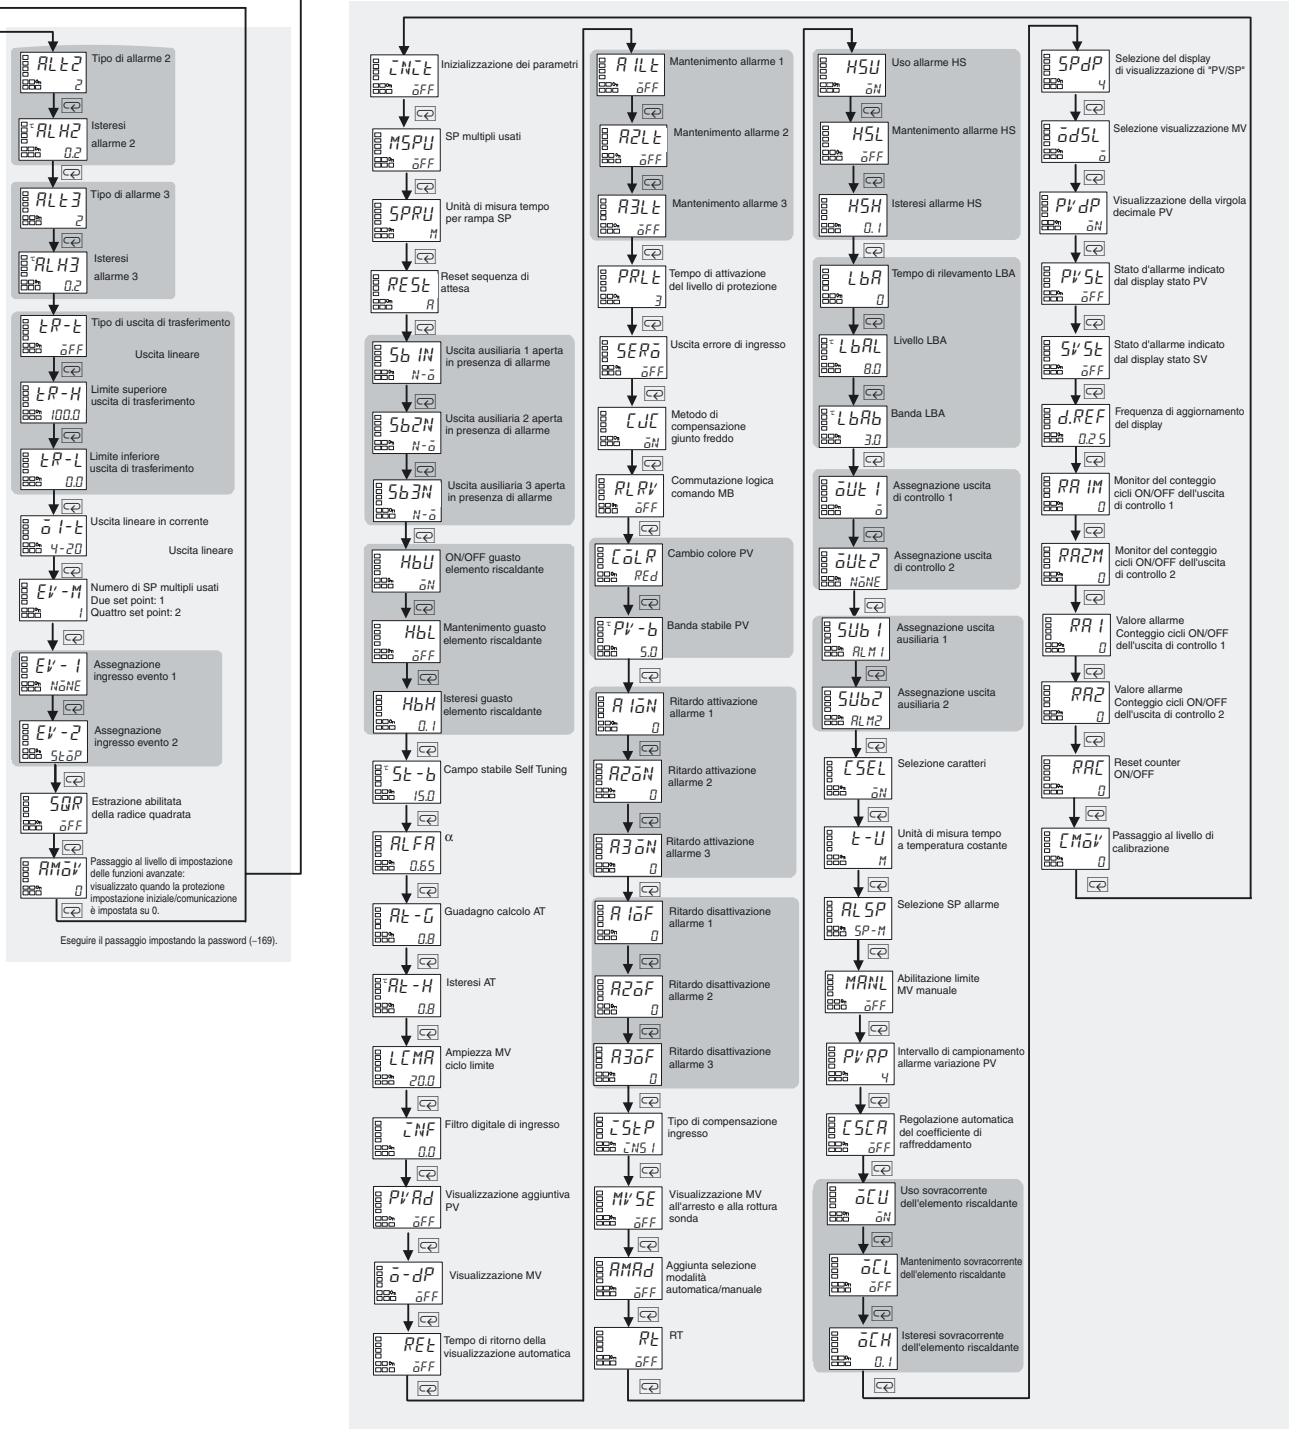 ALt2
Tipo di allarme 2
2
ALH2
Isteresi
allarme 2
0.2
ALt3
Tipo di allarme 3
2
ALH3
Isteresi
allarme 3
0.2
tR-t
Tipo di uscita di trasferimento
oFF
Uscita lineare
tR-H
Limite superiore
uscita di trasferimento
100.0
tR-L
Limite inferiore
uscita di trasferimento
0.0
o1-t
Uscita lineare in corrente
4-20
Uscita lineare
EV-M
Numero di SP multipli usati
Due set point: 1
Quattro set point: 2
1
EV-1
Assegnazione
ingresso evento 1
NoNE
EV-2
Assegnazione
ingresso evento 2
StoP
SQR
Estrazione abilitata
della radice quadrata
oFF
AMoV
0
Passaggio al livello di impostazione
delle funzioni avanzate:
visualizzato quando la protezione
impostazione iniziale/comunicazione
è impostata su 0.
Eseguire il passaggio impostando la password (−169).
iNit
Inizializzazione dei parametri
oFF
MSPU
SP multipli usati
oFF
SPRU
Unità di misura tempo
per rampa SP
M
RESt
Reset sequenza di
attesa
A
Sb1N
Uscita ausiliaria 1 aperta
in presenza di allarme
N-o
Sb2N
Uscita ausiliaria 2 aperta
in presenza di allarme
N-o
Sb3N
Uscita ausiliaria 3 aperta
in presenza di allarme
N-o
HbU
ON/OFF guasto
elemento riscaldante
oN
HbL
Mantenimento guasto
elemento riscaldante
oFF
HbH
Isteresi guasto
elemento riscaldante
0.1
St-b
Campo stabile Self Tuning
15.0
ALFA
α
0.65
At-G
Guadagno calcolo AT
0.8
At-H
Isteresi AT
0.8
LCMA
Ampiezza MV
ciclo limite
20.0
iNF
Filtro digitale di ingresso
0.0
PVAd
Visualizzazione aggiuntiva
PV
oFF
o-dP
Visualizzazione MV
oFF
REt
Tempo di ritorno della
visualizzazione automatica
oFF
A1Lt
Mantenimento allarme 1
oFF
A2Lt
Mantenimento allarme 2
oFF
A3Lt
Mantenimento allarme 3
oFF
PRLt
Tempo di attivazione
del livello di protezione
3
SERo
Uscita errore di ingresso
oFF
CJC
Metodo di
compensazione
giunto freddo
oN
RLRV
Commutazione logica
comando MB
oFF
CoLR
Cambio colore PV
REd
PV-b
Banda stabile PV
5.0
A1oN
Ritardo attivazione
allarme 1
0
A2oN
Ritardo attivazione
allarme 2
0
A3oN
Ritardo attivazione
allarme 3
0
A1oF
Ritardo disattivazione
allarme 1
0
A2oF
Ritardo disattivazione
allarme 2
0
A3oF
Ritardo disattivazione
allarme 3
0
iStP
Tipo di compensazione
ingresso
iNS1
MVSE
Visualizzazione MV
all'arresto e alla rottura
sonda
oFF
AMAd
Aggiunta selezione
modalità
automatica/manuale
oFF
Rt
RT
oFF
HSU
Uso allarme HS
oN
HSL
Mantenimento allarme HS
oFF
HSH
Isteresi allarme HS
0.1
LbA
Tempo di rilevamento LBA
0
LbAL
Livello LBA
8.0
LbAb
Banda LBA
3.0
oUt1
Assegnazione uscita
di controllo 1
o
oUt2
Assegnazione uscita
di controllo 2
NoNE
SUb1
Assegnazione uscita
ausiliaria 1
ALM1
SUb2
Assegnazione uscita
ausiliaria 2
ALM2
CSEL
Selezione caratteri
oN
t-U
Unità di misura tempo
a temperatura costante
M
ALSP
Selezione SP allarme
SP-M
MANL
Abilitazione limite
MV manuale
oFF
PVRP
Intervallo di campionamento
allarme variazione PV
4
CSCA
Regolazione automatica
del coefficiente di
raffreddamento
oFF
oCU
Uso sovracorrente
dell'elemento riscaldante
oN
oCL
Mantenimento sovracorrente
dell'elemento riscaldante
oFF
oCH
Isteresi sovracorrente
dell'elemento riscaldante
0.1
SPdP
Selezione del display
di visualizzazione di "PV/SP"
4
odSL
Selezione visualizzazione MV
o
PVdP
Visualizzazione della virgola
decimale PV
oN
PVSt
Stato d'allarme indicato
dal display stato PV
oFF
SVSt
Stato d'allarme indicato
dal display stato SV
oFF
d.REF
Frequenza di aggiornamento
del display
0.25
RA1M
Monitor del conteggio
cicli ON/OFF dell'uscita
di controllo 1
0
RA2M
Monitor del conteggio
cicli ON/OFF dell'uscita
di controllo 2
0
RA1
Valore allarme
Conteggio cicli ON/OFF
dell'uscita di controllo 1
0
RA2
Valore allarme
Conteggio cicli ON/OFF
dell'uscita di controllo 2
0
RAC
Reset counter
ON/OFF
0
CMoV
Passaggio al livello di
calibrazione
0